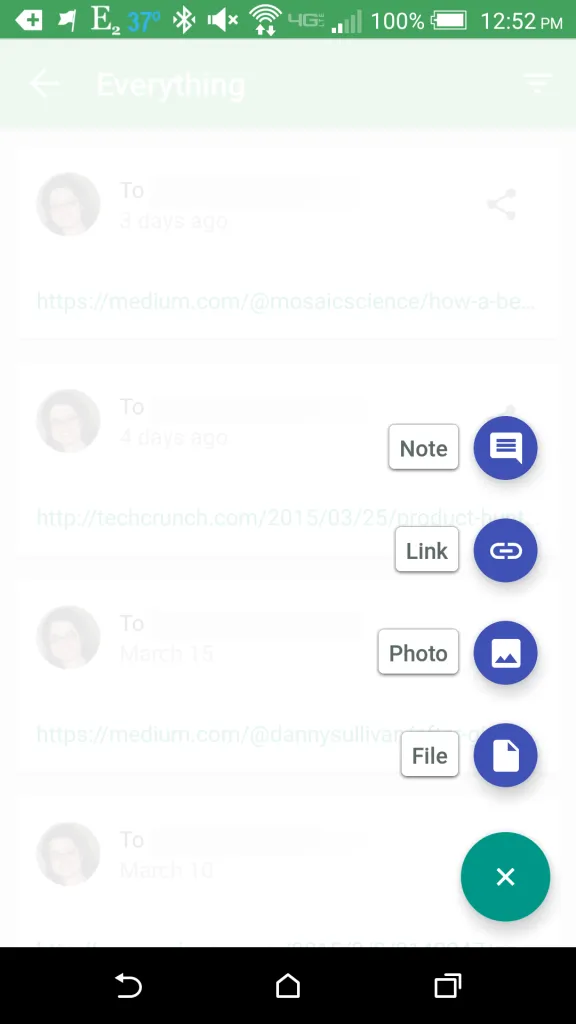 E2 37° 4G LTE 100% 12:52 PM
Everything
To
3 days ago
https://medium.com/@mosaicscience/how-a-be...
To
4 days ago
Note
http://techcrunch.com/2015/03/25/product-hunt...
Link
To
March 15
Photo
https://medium.com/@dannysullivan/
File
To
March 10